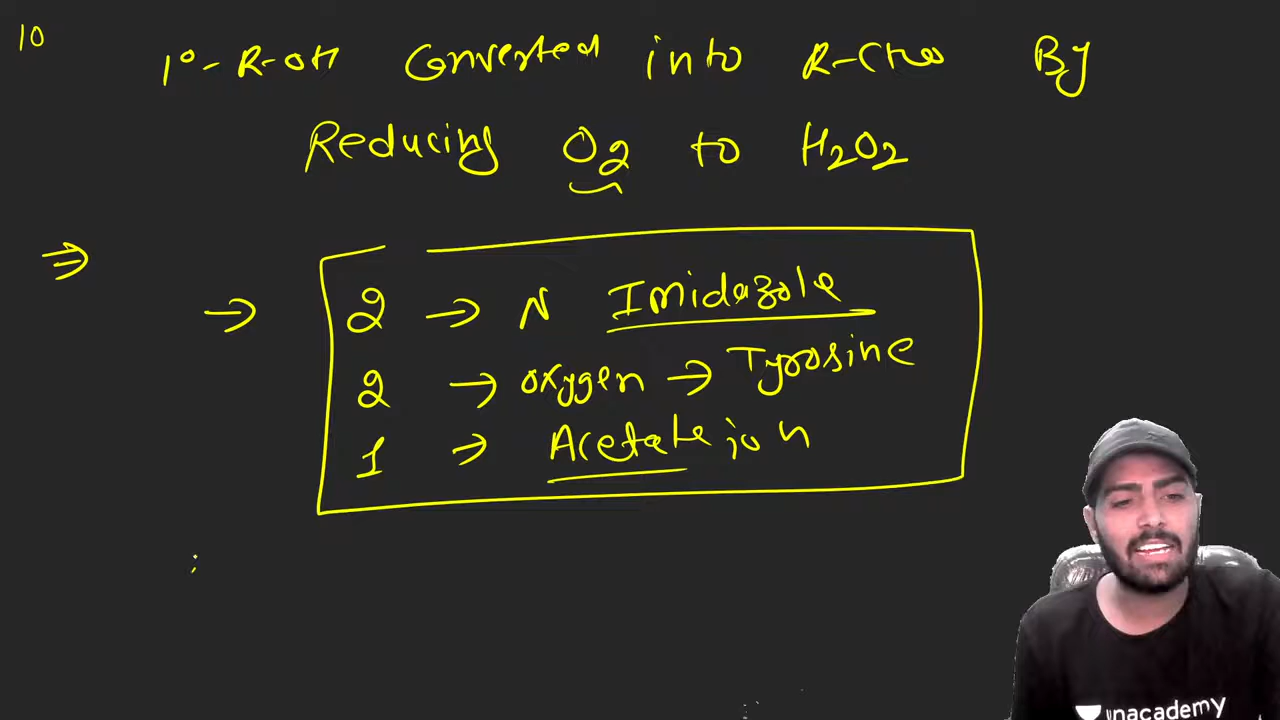 10
1°-R-OH Converted into R-CHO By
Reducing O2 to H2O2
⇒
→ 2 → N Imidazole
2 → oxygen → Tyrosine
1 → Acetate ion
unacademy